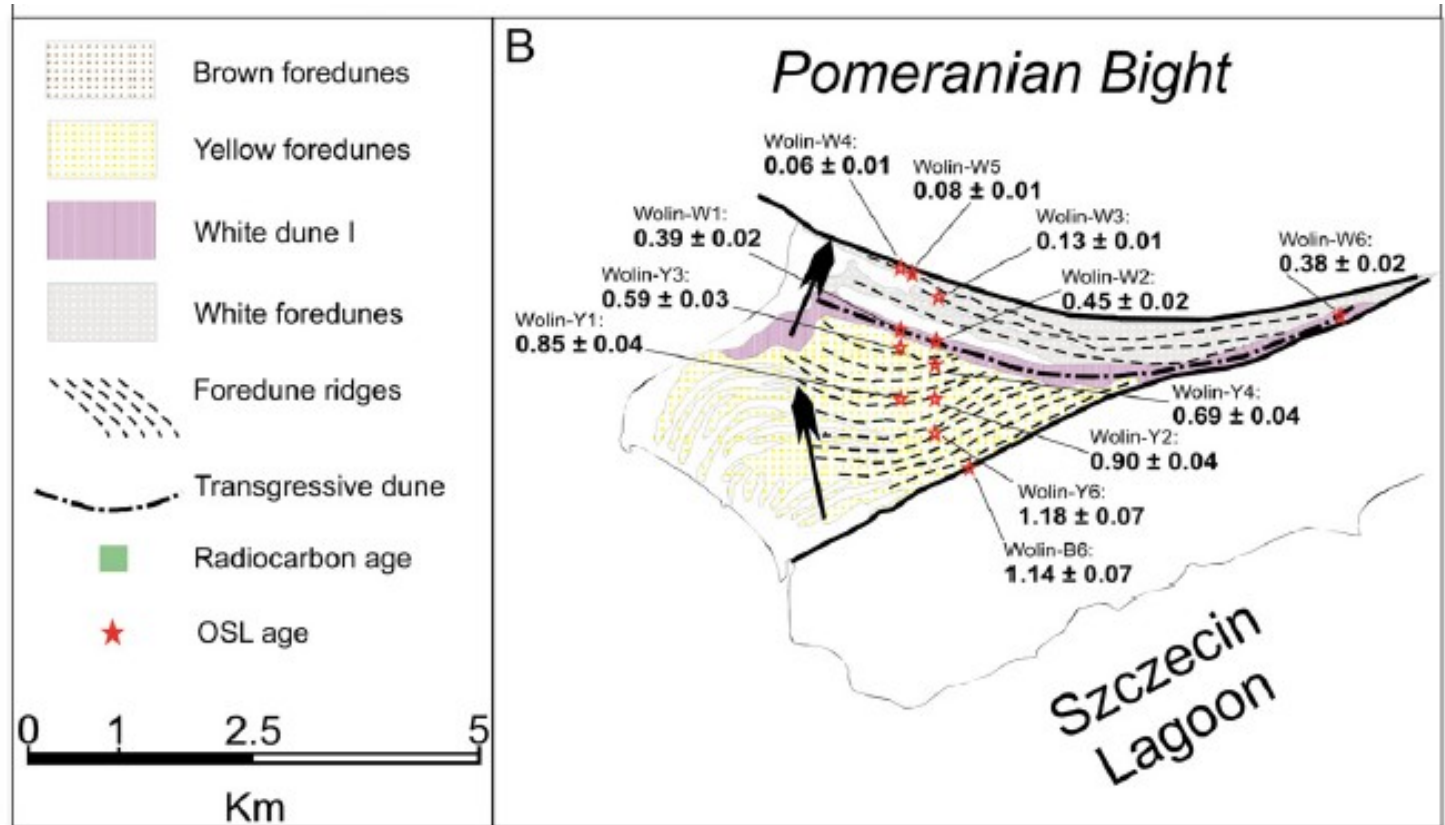 Brown foredunes
Yellow foredunes
White dune I
White foredunes
Foredune ridges
Transgressive dune
Radiocarbon age
OSL age
0 1 2.5 5
Km
B
Pomeranian Bight
Wolin-W4:
0.06 ± 0.01
Wolin-W5
0.08 ± 0.01
Wolin-W1:
0.39 ± 0.02
Wolin-W3:
0.13 ± 0.01
Wolin-W6:
0.38 ± 0.02
Wolin-Y3:
0.59 ± 0.03
Wolin-W2:
0.45 ± 0.02
Wolin-Y1:
0.85 ± 0.04
Wolin-Y4:
0.69 ± 0.04
Wolin-Y2:
0.90 ± 0.04
Wolin-Y6:
1.18 ± 0.07
Wolin-B6:
1.14 ± 0.07
Szczecin
Lagoon